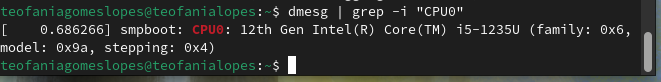 teofaniagomeslopes@teofanialopes:~$ dmesg | grep -i "CPU0"
[    0.686266] smpboot: CPU0: 12th Gen Intel(R) Core(TM) i5-1235U (family: 0x6,
model: 0x9a, stepping: 0x4)
teofaniagomeslopes@teofanialopes:~$